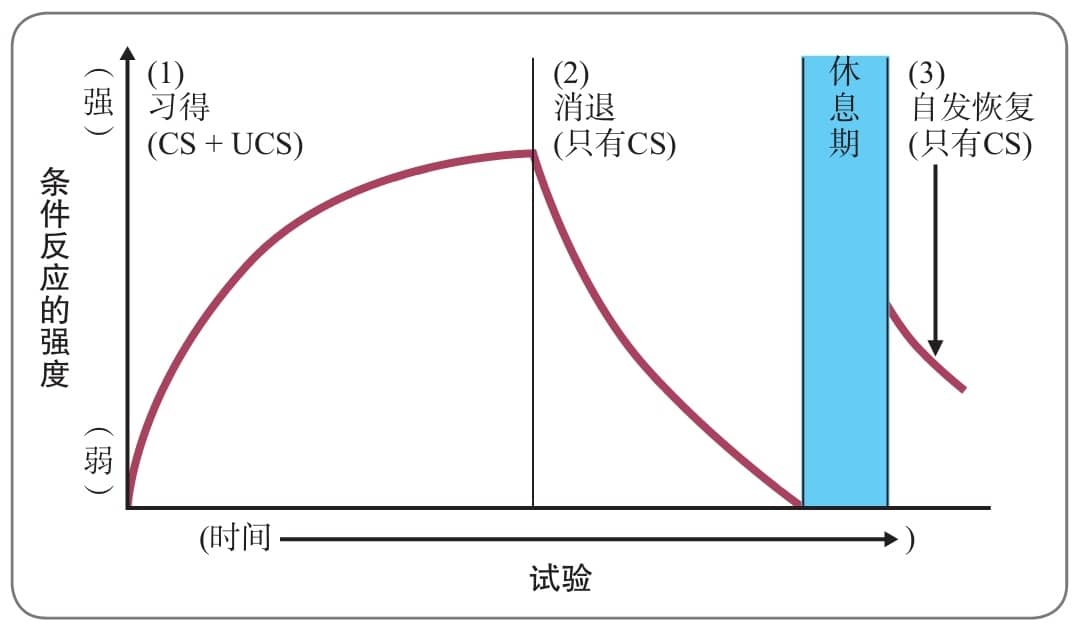 (强)
条件反应的强度
(弱)
(1)
习得
(CS + UCS)
(2)
消退
(只有CS)
休息期
(3)
自发恢复
(只有CS)
(时间 )
试验